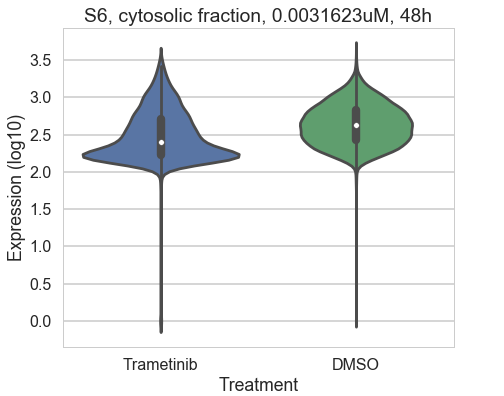 S6, cytosolic fraction, 0.0031623uM, 48h
Expression (log10)
3.5
3.0
2.5
2.0
1.5
1.0
0.5
0.0
Trametinib
DMSO
Treatment